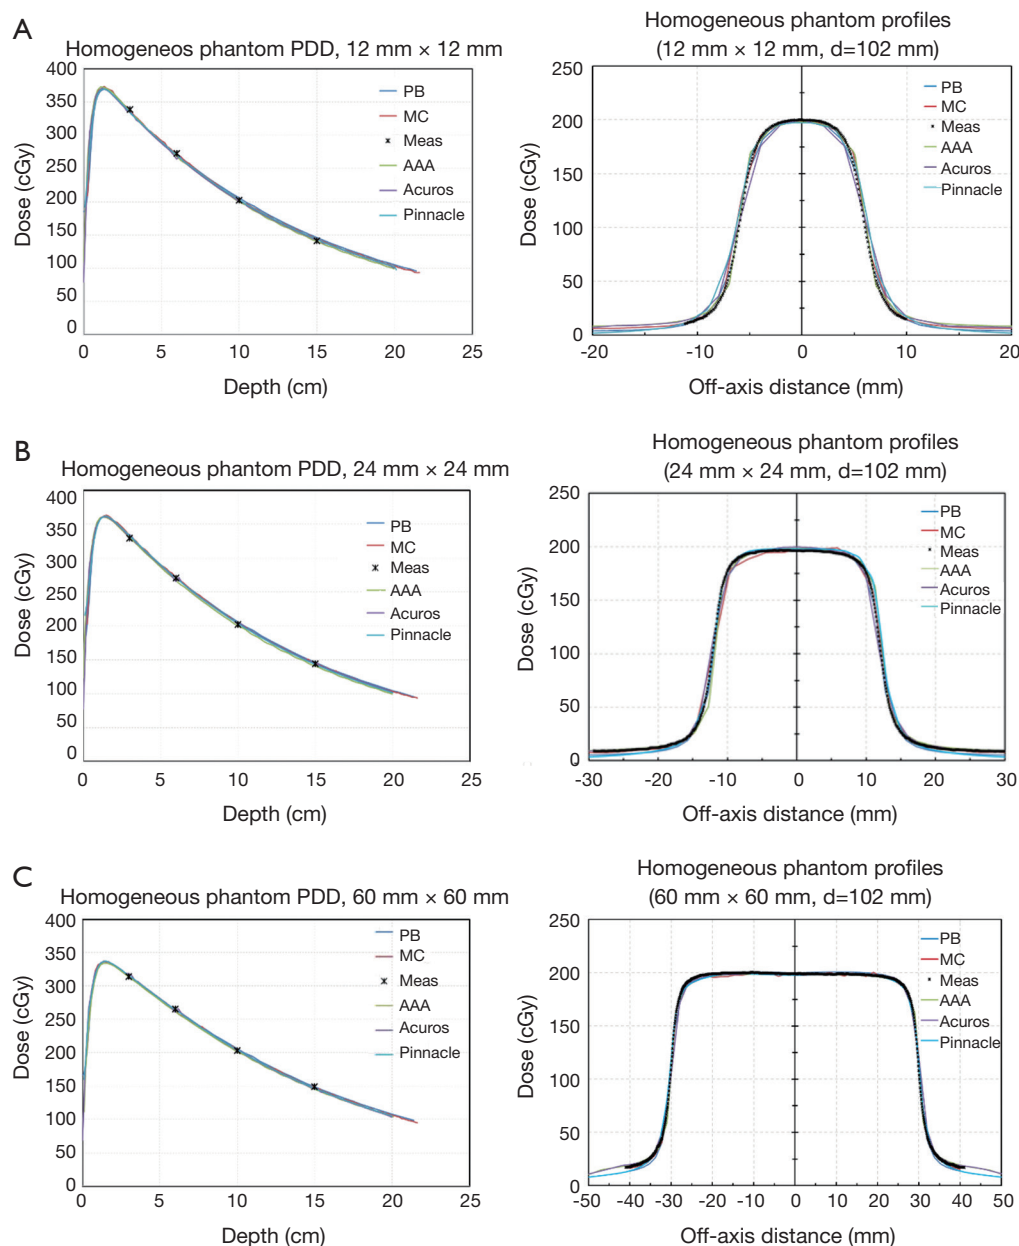 A
Homogeneos phantom PDD, 12 mm × 12 mm
Dose (cGy)
400
350
300
250
200
150
100
50
0
PB
MC
Meas
AAA
Acuros
Pinnacle
0 5 10 15 20 25
Depth (cm)
Homogeneous phantom profiles
(12 mm × 12 mm, d=102 mm)
Dose (cGy)
250
200
150
100
50
0
PB
MC
Meas
AAA
Acuros
Pinnacle
-20 -10 0 10 20
Off-axis distance (mm)
B
Homogeneous phantom PDD, 24 mm × 24 mm
Dose (cGy)
400
350
300
250
200
150
100
50
0
PB
MC
Meas
AAA
Acuros
Pinnacle
0 5 10 15 20 25
Depth (cm)
Homogeneous phantom profiles
(24 mm × 24 mm, d=102 mm)
Dose (cGy)
250
200
150
100
50
0
PB
MC
Meas
AAA
Acuros
Pinnacle
-30 -20 -10 0 10 20 30
Off-axis distance (mm)
C
Homogeneous phantom PDD, 60 mm × 60 mm
Dose (cGy)
400
350
300
250
200
150
100
50
0
PB
MC
Meas
AAA
Acuros
Pinnacle
0 5 10 15 20 25
Depth (cm)
Homogeneous phantom profiles
(60 mm × 60 mm, d=102 mm)
Dose (cGy)
250
200
150
100
50
0
PB
MC
Meas
AAA
Acuros
Pinnacle
-50 -40 -30 -20 -10 0 10 20 30 40 50
Off-axis distance (mm)